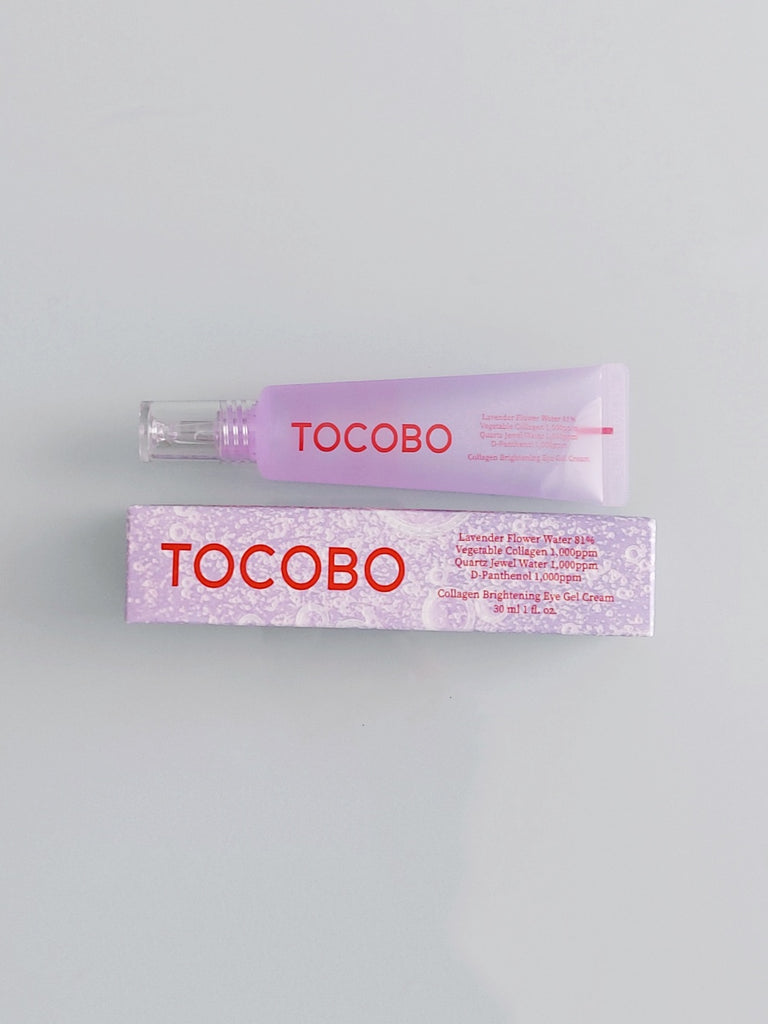 TOCOBO
Lavender Flower Water 81%
Vegetable Collagen 1,000ppm
Quartz Jewel Water 1,000ppm
D-Panthenol 1,000ppm
Collagen Brightening Eye Gel Cream
TOCOBO
Lavender Flower Water 81%
Vegetable Collagen 1,000ppm
Quartz Jewel Water 1,000ppm
D-Panthenol 1,000ppm
Collagen Brightening Eye Gel Cream
30 ml 1 fl. oz.